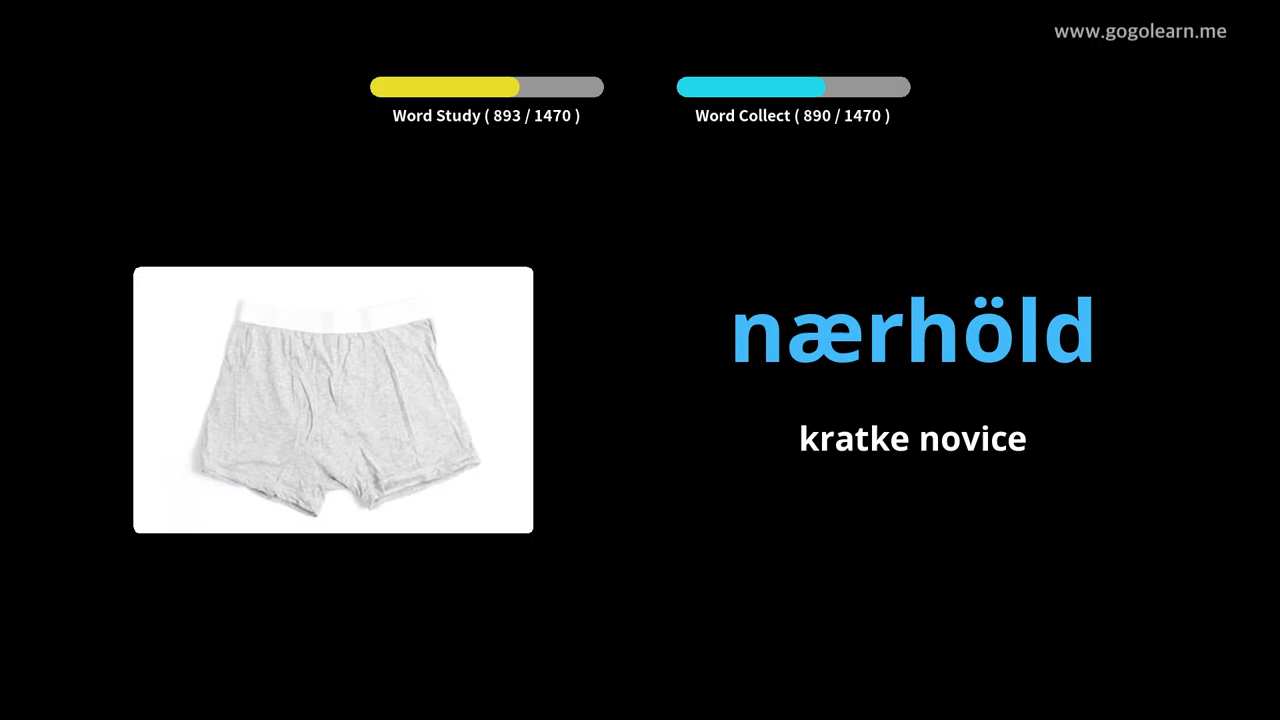 www.gogolearn.me
Word Study ( 893 / 1470 )
Word Collect ( 890 / 1470 )
nærhöld
kratke novice